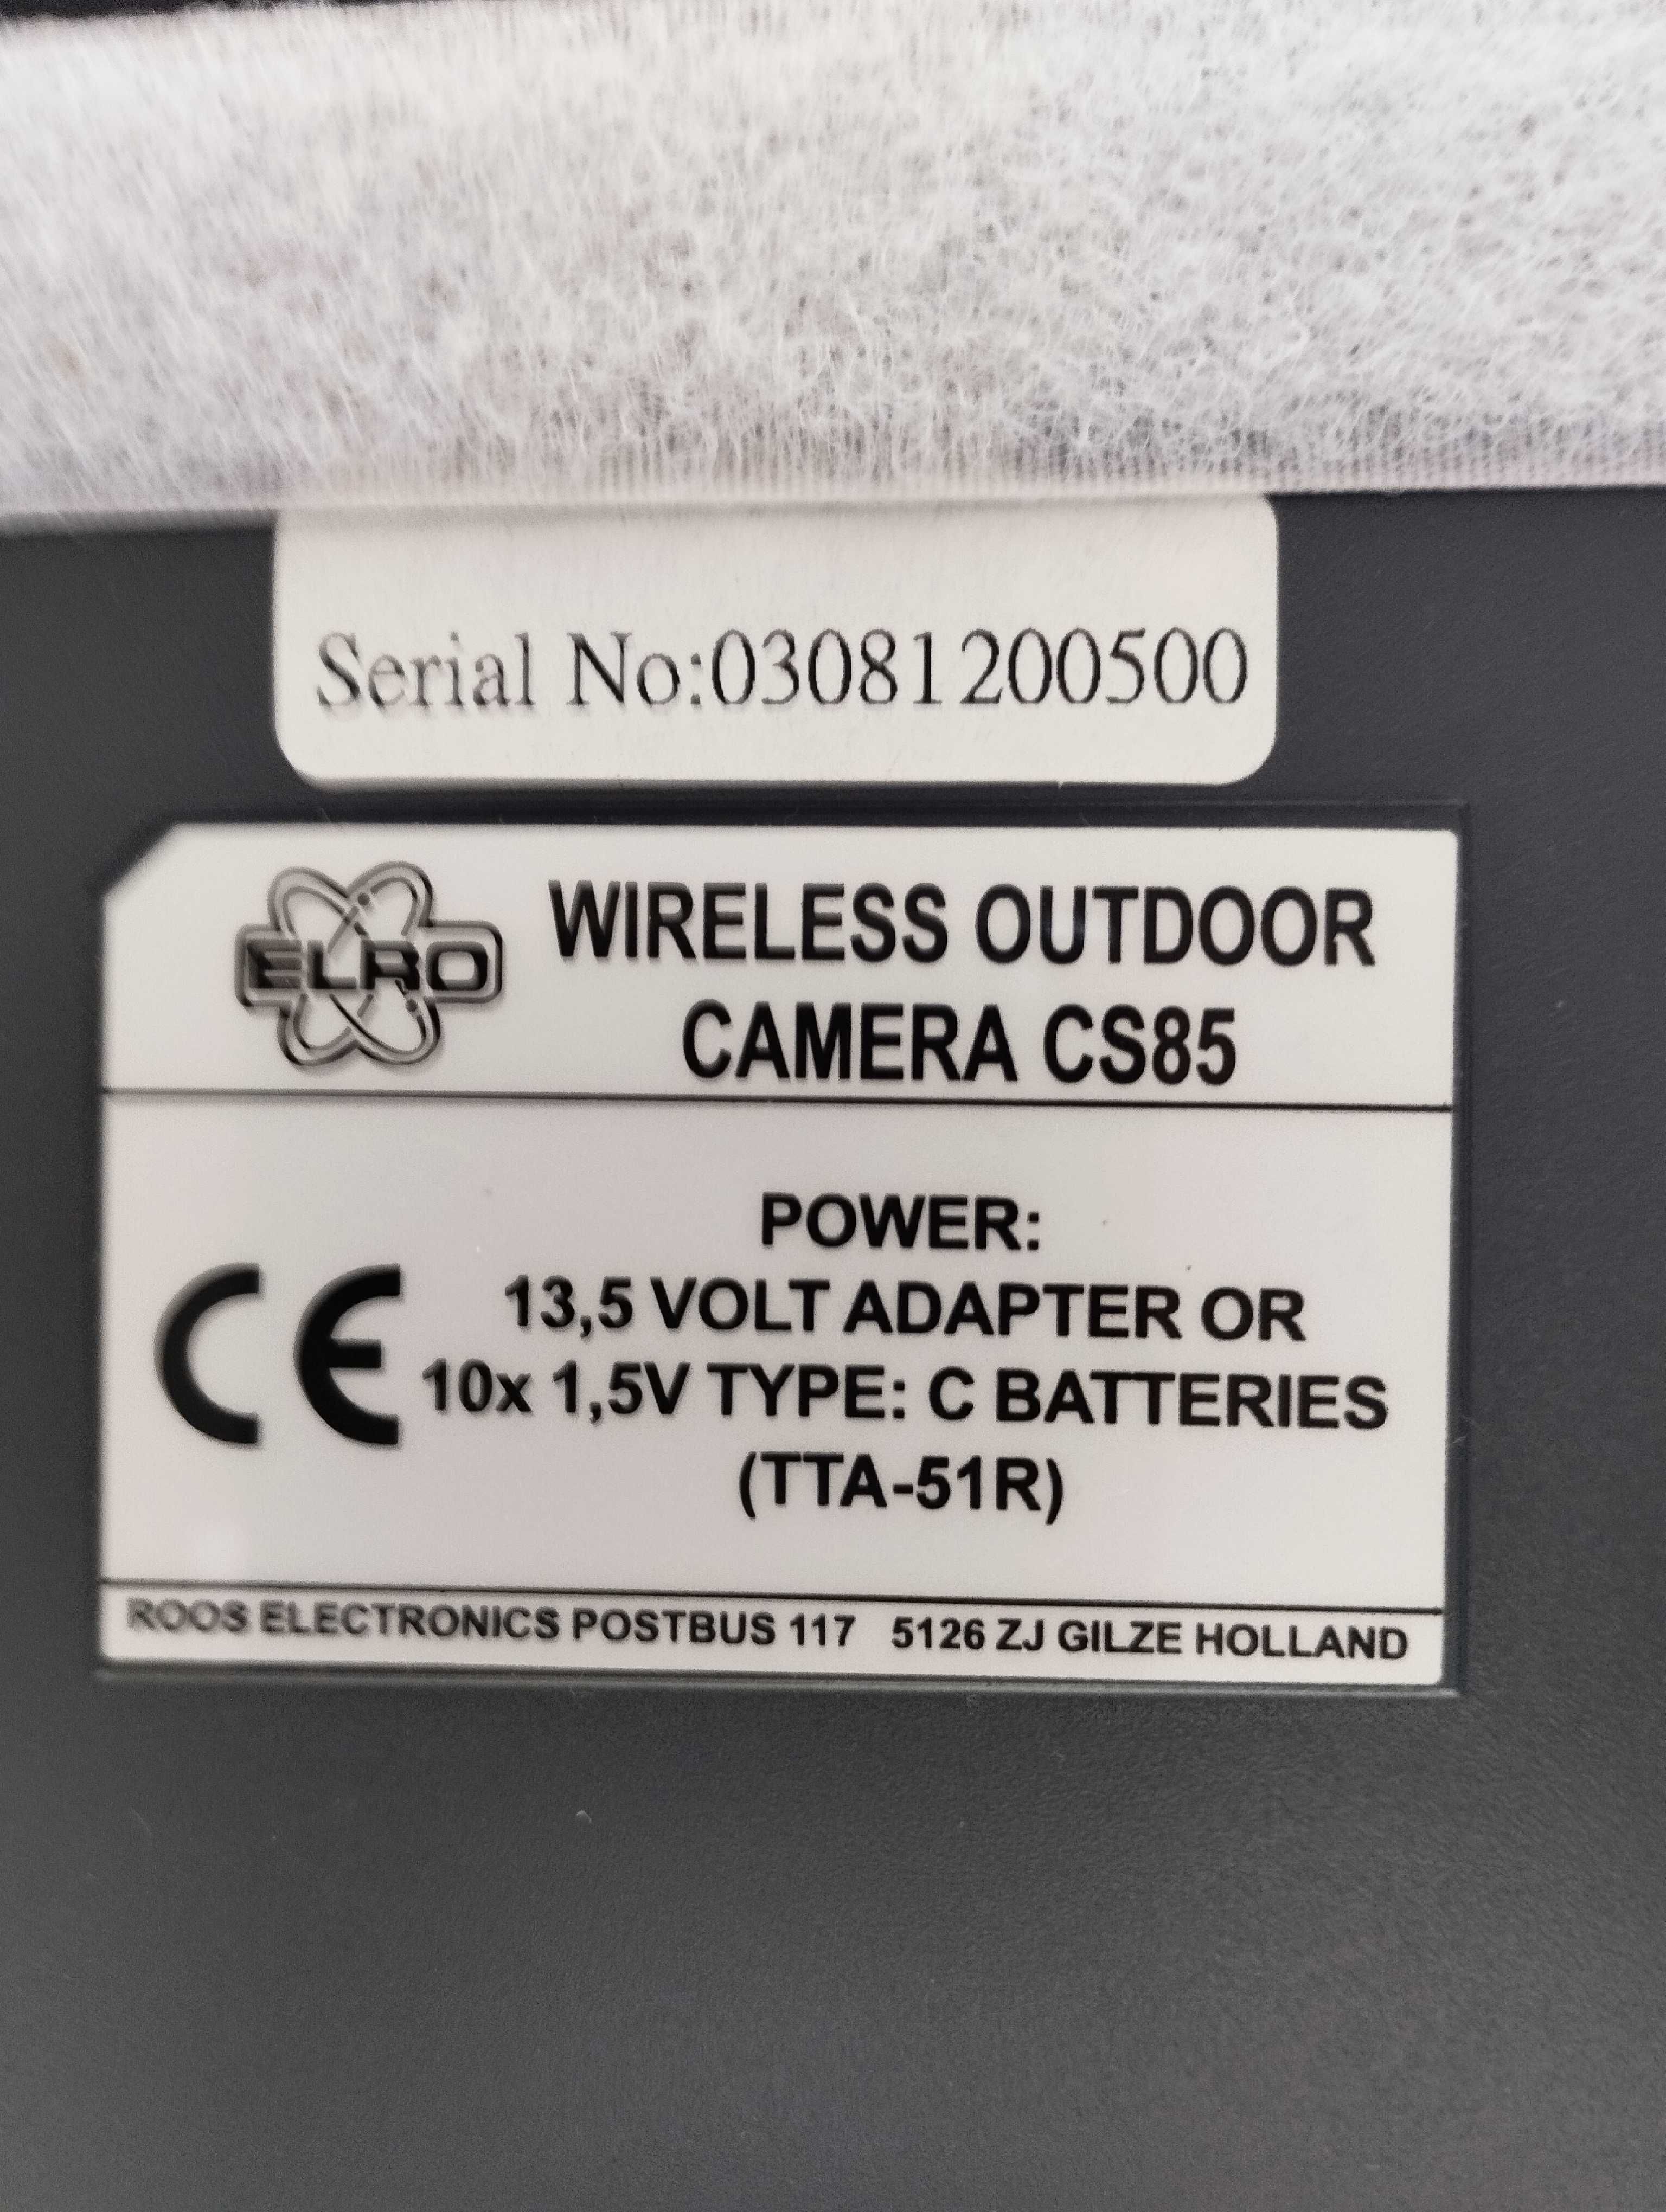 Serial No:03081200500
ELRO
WIRELESS OUTDOOR
CAMERA CS85
CE
POWER:
13,5 VOLT ADAPTER OR
10x 1,5V TYPE: C BATTERIES
(TTA-51R)
ROOS ELECTRONICS POSTBUS 117   5126 ZJ GILZE HOLLAND